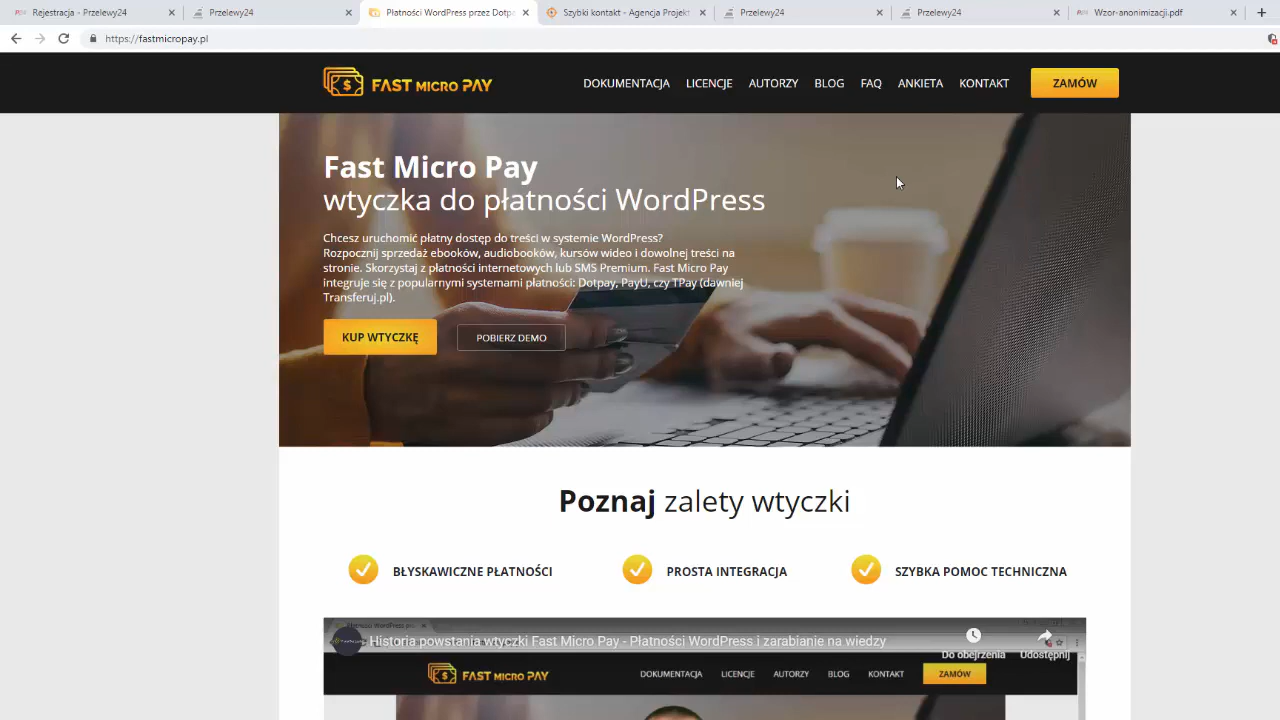 Rejestracja - Przelewy24
Przelewy24
Płatności WordPress przez Dotp
Szybki kontakt - Agencja Projekt
Przelewy24
Przelewy24
Wzor-anonimizacji.pdf
https://fastmicropay.pl
FAST MICRO PAY
DOKUMENTACJA
LICENCJE
AUTORZY
BLOG
FAQ
ANKIETA
KONTAKT
ZAMÓW
Fast Micro Pay
wtyczka do płatności WordPress
Chcesz uruchomić płatny dostęp do treści w systemie WordPress?
Rozpocznij sprzedaż ebooków, audiobooków, kursów wideo i dowolnej treści na
stronie. Skorzystaj z płatności internetowych lub SMS Premium. Fast Micro Pay
integruje się z popularnymi systemami płatności: Dotpay, PayU, czy TPay (dawniej
Transferuj.pl).
KUP WTYCZKĘ
POBIERZ DEMO
Poznaj zalety wtyczki
BŁYSKAWICZNE PŁATNOŚCI
PROSTA INTEGRACJA
SZYBKA POMOC TECHNICZNA
Historia powstania wtyczki Fast Micro Pay - Płatności WordPress i zarabianie na wiedzy
Do obejrzenia
Udostępnij
FAST MICRO PAY
DOKUMENTACJA
LICENCJE
AUTORZY
BLOG
KONTAKT
ZAMÓW